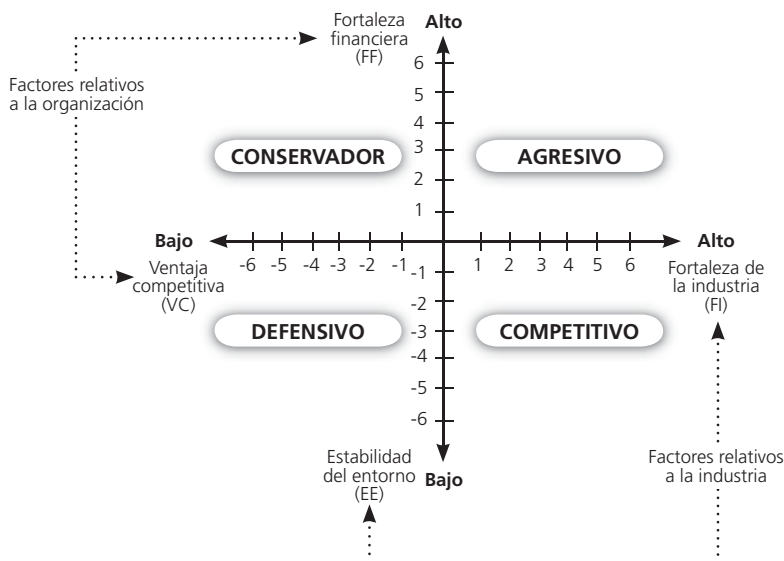 Fortaleza
financiera
(FF)
Alto
6
5
4
3
2
1
Factores relativos
a la organización
CONSERVADOR
AGRESIVO
Bajo
Alto
-6 -5 -4 -3 -2 -1
1 2 3 4 5 6
Ventaja
competitiva
(VC)
Fortaleza de
la industria
(FI)
-1
-2
-3
-4
-5
-6
DEFENSIVO
COMPETITIVO
Estabilidad
del entorno
(EE)
Bajo
Factores relativos
a la industria